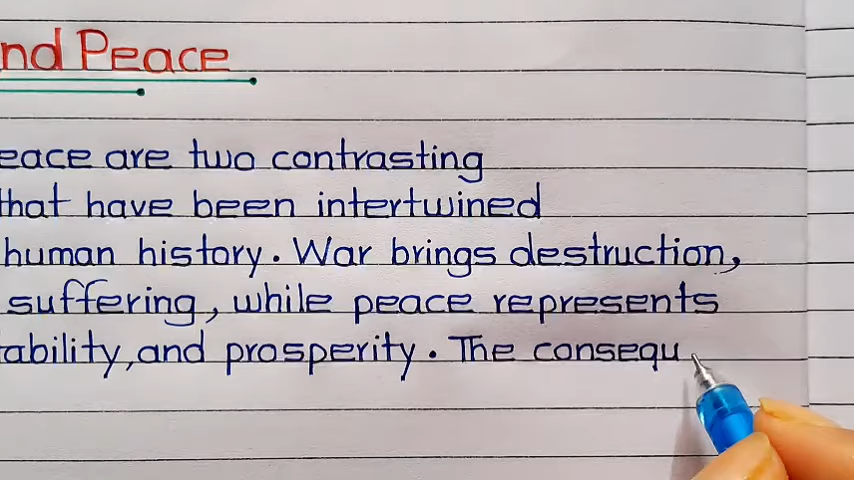 nd Peace
eace are two contrasting
that have been intertwined
human history. War brings destruction,
suffering, while peace represents
ability, and prosperity. The consequ